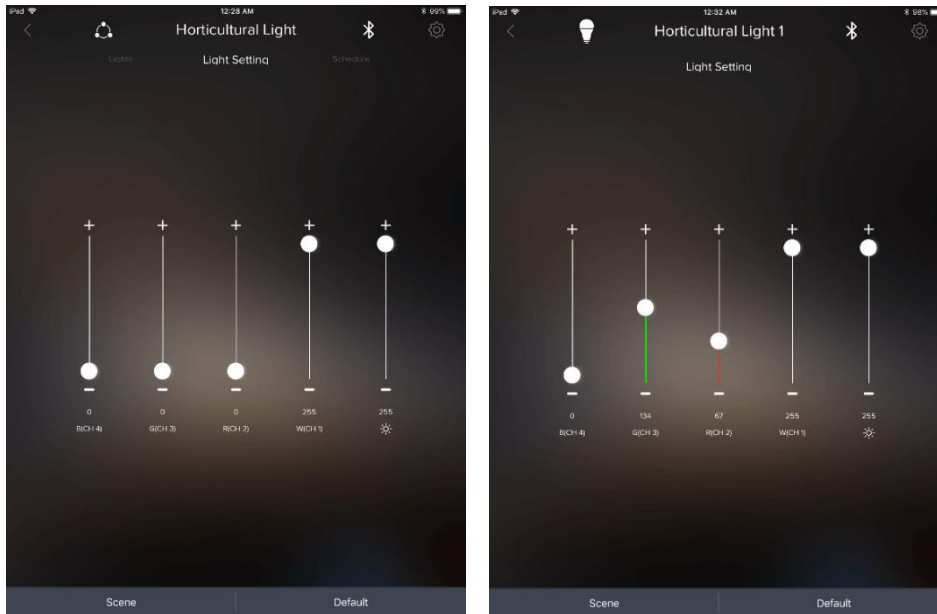 iPad 12:28 AM 99%
Horticultural Light
Lights Light Setting Schedule
+ + + + +
0 0 0 255 255
B(CH 4) G(CH 3) R(CH 2) W(CH 1)
Scene Default
iPad 12:32 AM 98%
Horticultural Light 1
Light Setting
+ + + + +
0 134 67 255 255
B(CH 4) G(CH 3) R(CH 2) W(CH 1)
Scene Default